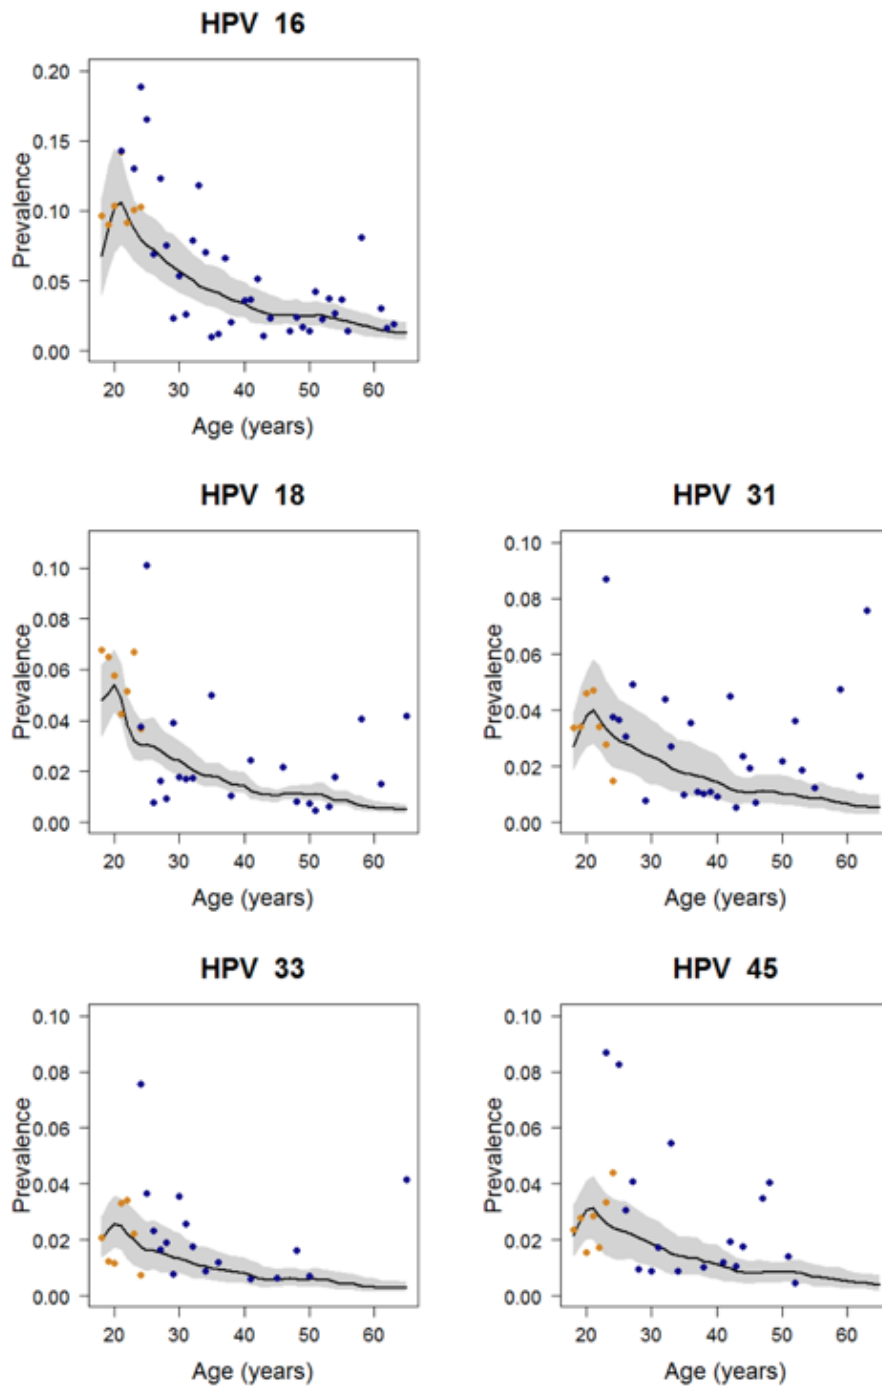 HPV 16
Prevalence
0.20
0.15
0.10
0.05
0.00
20 30 40 50 60
Age (years)
HPV 18
Prevalence
0.10
0.08
0.06
0.04
0.02
0.00
20 30 40 50 60
Age (years)
HPV 31
Prevalence
0.10
0.08
0.06
0.04
0.02
0.00
20 30 40 50 60
Age (years)
HPV 33
Prevalence
0.10
0.08
0.06
0.04
0.02
0.00
20 30 40 50 60
Age (years)
HPV 45
Prevalence
0.10
0.08
0.06
0.04
0.02
0.00
20 30 40 50 60
Age (years)